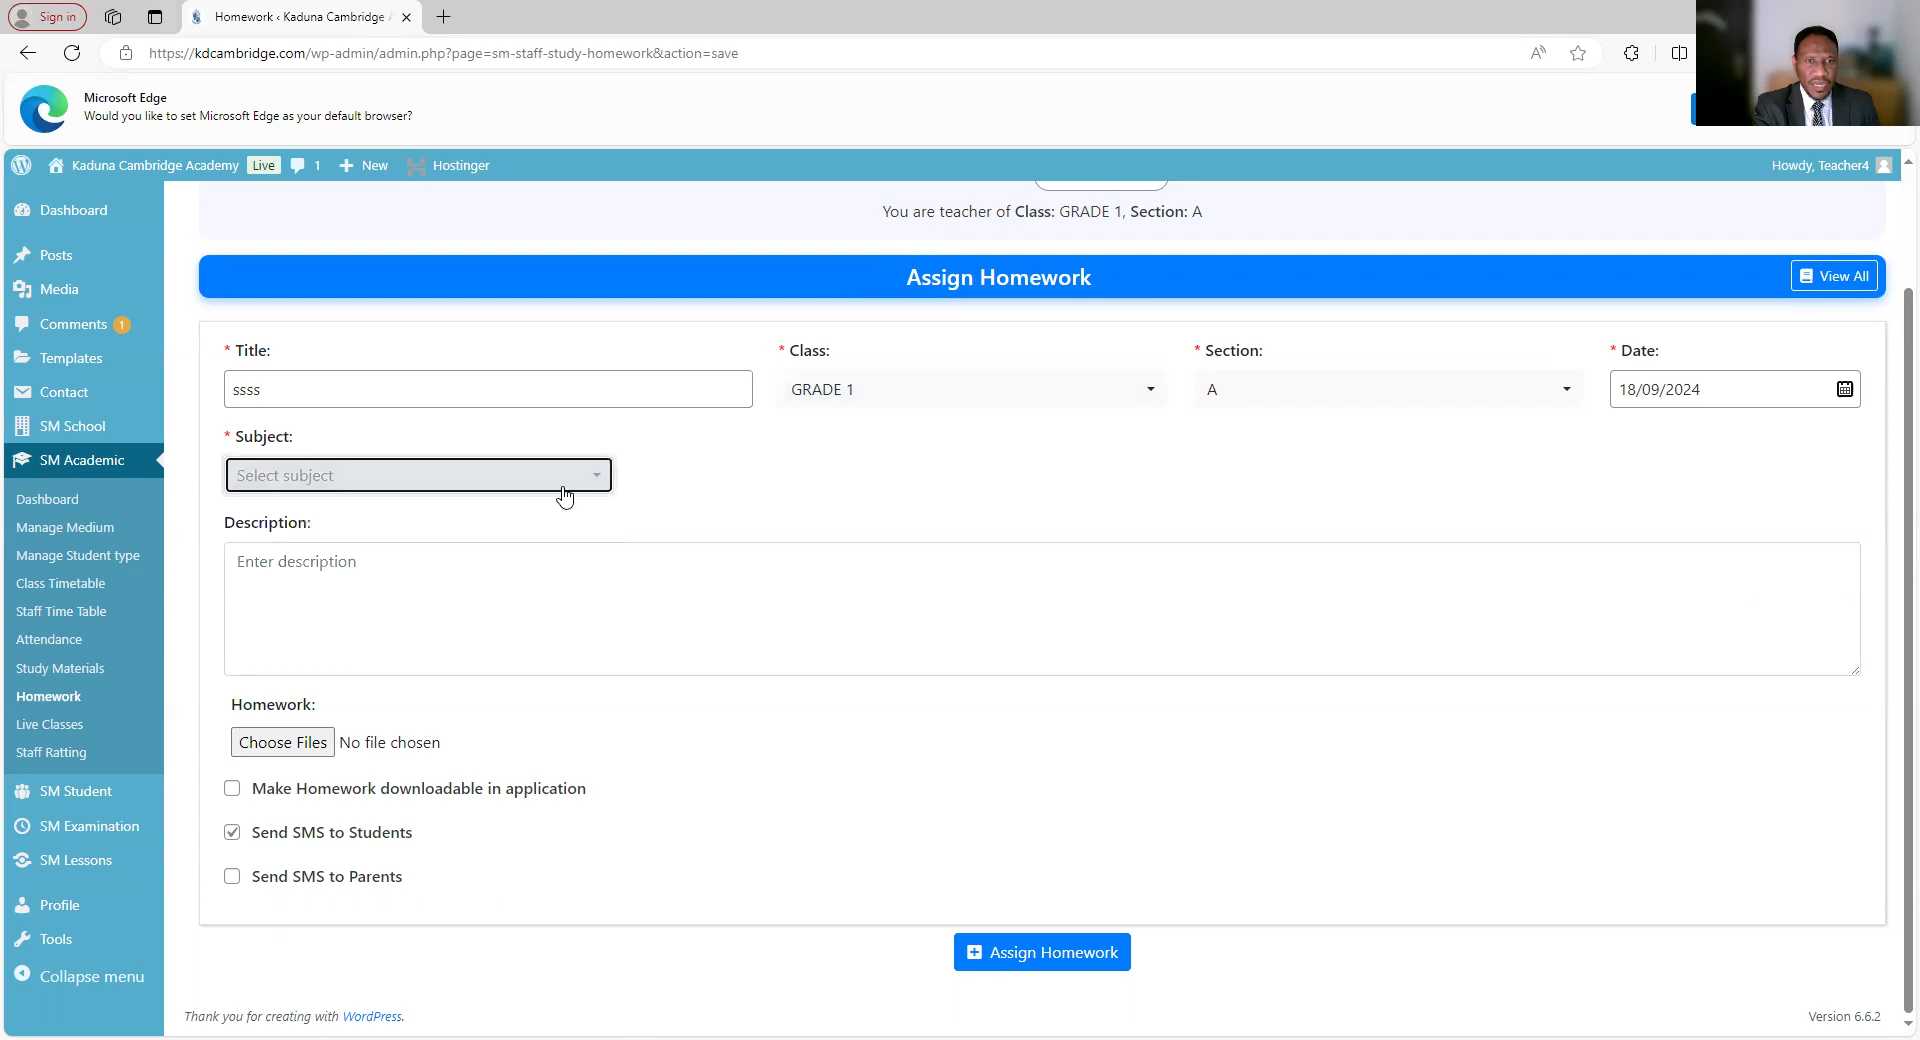 Sign in
Homework ‹ Kaduna Cambridge
https://kdcambridge.com/wp-admin/admin.php?page=sm-staff-study-homework&action=save
Microsoft Edge
Would you like to set Microsoft Edge as your default browser?
Kaduna Cambridge Academy Live 1 New Hostinger
Howdy, Teacher4
Dashboard
Posts
Media
Comments 1
Templates
Contact
SM School
SM Academic
Dashboard
Manage Medium
Manage Student type
Class Timetable
Staff Time Table
Attendance
Study Materials
Homework
Live Classes
Staff Ratting
SM Student
SM Examination
SM Lessons
Profile
Tools
Collapse menu
You are teacher of Class: GRADE 1, Section: A
Assign Homework
View All
* Title:
ssss
* Class:
GRADE 1
* Section:
A
* Date:
18/09/2024
* Subject:
Select subject
Description:
Enter description
Homework:
Choose Files No file chosen
Make Homework downloadable in application
Send SMS to Students
Send SMS to Parents
Assign Homework
Thank you for creating with WordPress.
Version 6.6.2